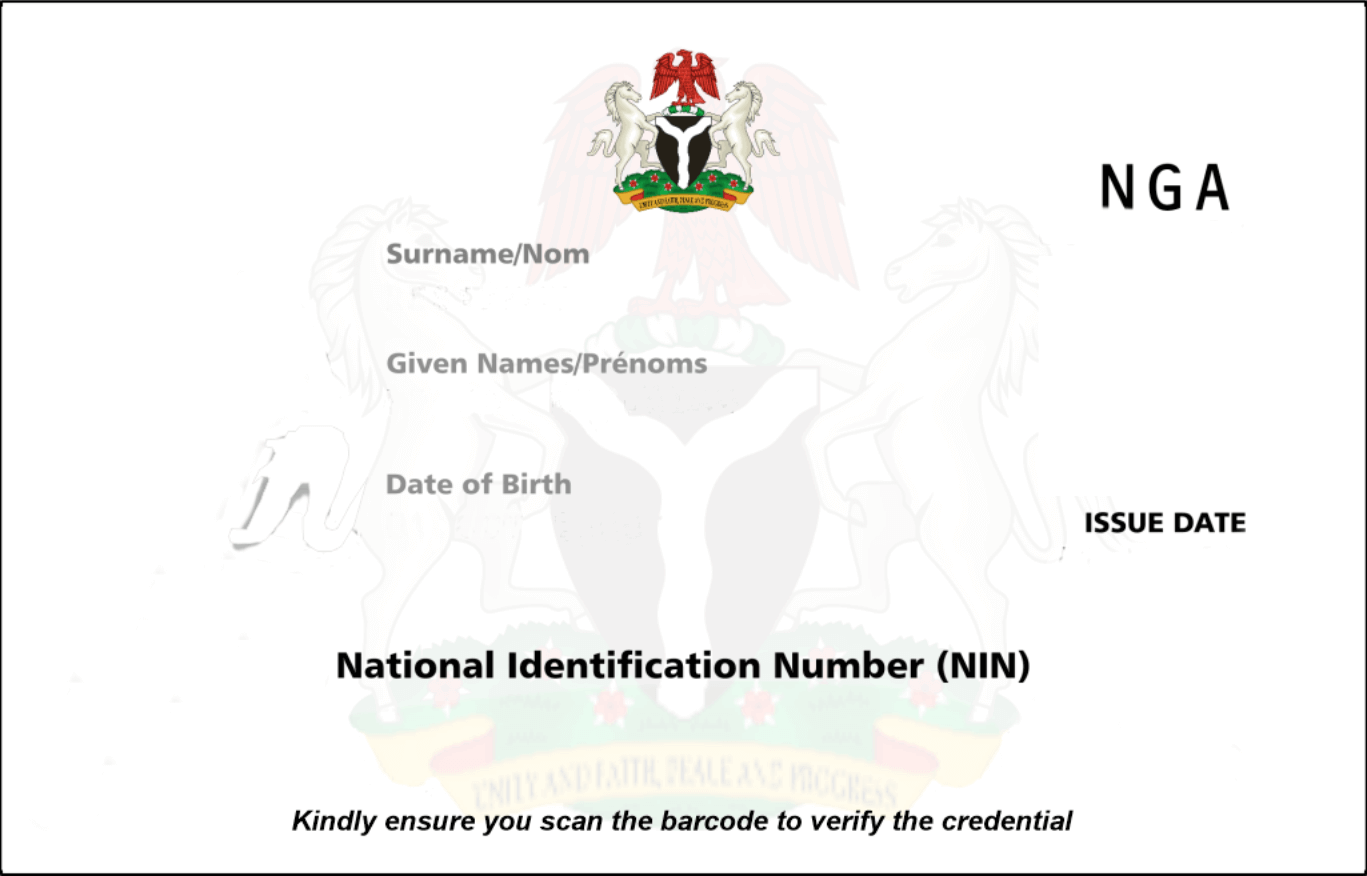 UNITY AND FAITH, PEACE AND PROGRESS
NGA
Surname/Nom
Given Names/Prénoms
Date of Birth
ISSUE DATE
National Identification Number (NIN)
UNITY AND FAITH, PEACE AND PROGRESS
Kindly ensure you scan the barcode to verify the credential